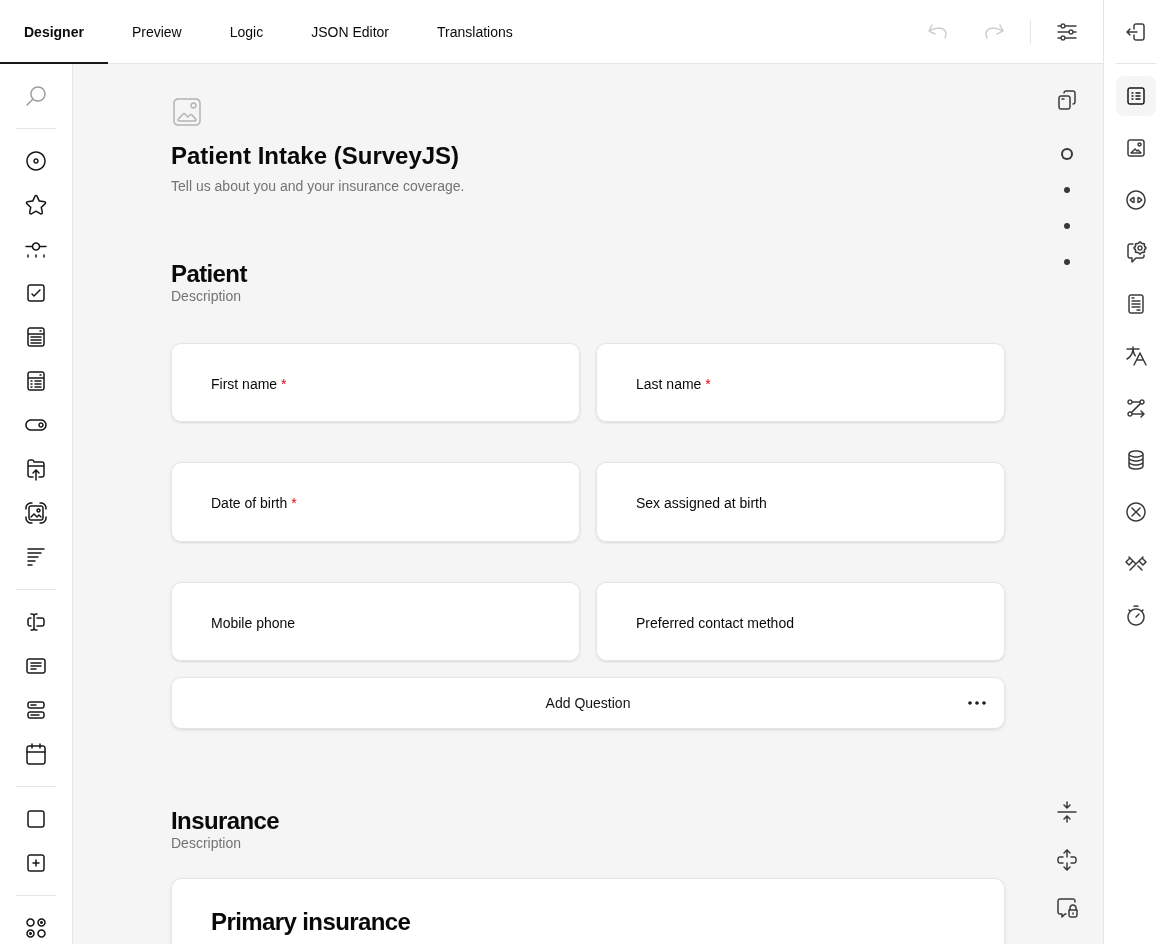 Designer
Preview
Logic
JSON Editor
Translations
Patient Intake (SurveyJS)
Tell us about you and your insurance coverage.
Patient
Description
First name *
Last name *
Date of birth *
Sex assigned at birth
Mobile phone
Preferred contact method
Add Question
Insurance
Description
Primary insurance